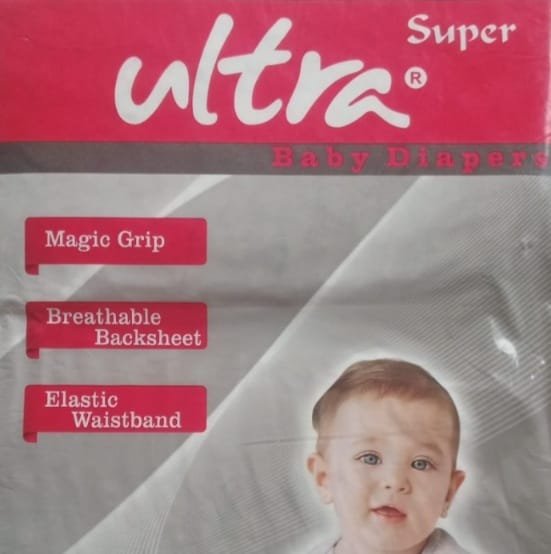 Super
ultra®
Baby Diapers
Magic Grip
Breathable
Backsheet
Elastic
Waistband